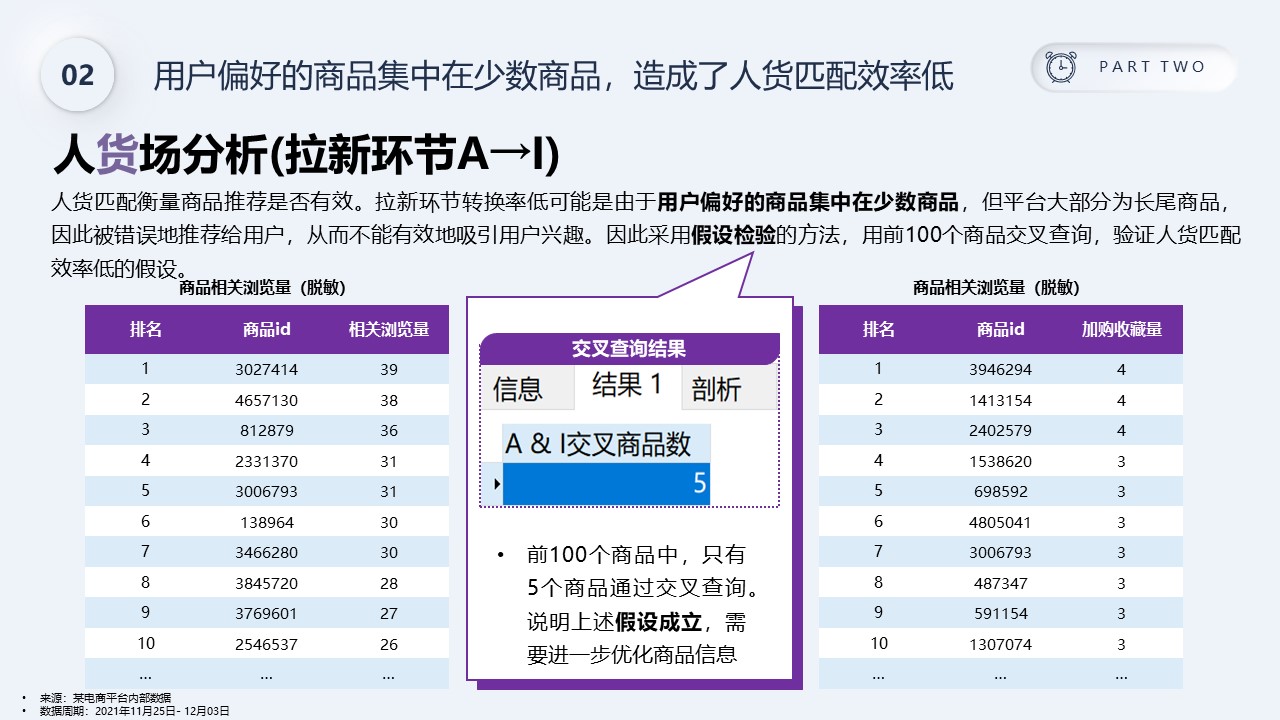 02
用户偏好的商品集中在少数商品，造成了人货匹配效率低
PART TWO
人货场分析(拉新环节A→I)
人货匹配衡量商品推荐是否有效。拉新环节转换率低可能是由于用户偏好的商品集中在少数商品，但平台大部分为长尾商品，
因此被错误地推荐给用户，从而不能有效地吸引用户兴趣。因此采用假设检验的方法，用前100个商品交叉查询，验证人货匹配
效率低的假设。
商品相关浏览量（脱敏）
排名 商品id 相关浏览量
1 3027414 39
2 4657130 38
3 812879 36
4 2331370 31
5 3006793 31
6 138964 30
7 3466280 30
8 3845720 28
9 3769601 27
10 2546537 26
... ... ...
交叉查询结果
信息 结果 1 剖析
A & I交叉商品数
5
• 前100个商品中，只有
5个商品通过交叉查询。
说明上述假设成立，需
要进一步优化商品信息
商品相关浏览量（脱敏）
排名 商品id 加购收藏量
1 3946294 4
2 1413154 4
3 2402579 4
4 1538620 3
5 698592 3
6 4805041 3
7 3006793 3
8 487347 3
9 591154 3
10 1307074 3
... ... ...
• 来源：某电商平台内部数据
• 数据周期：2021年11月25日- 12月03日